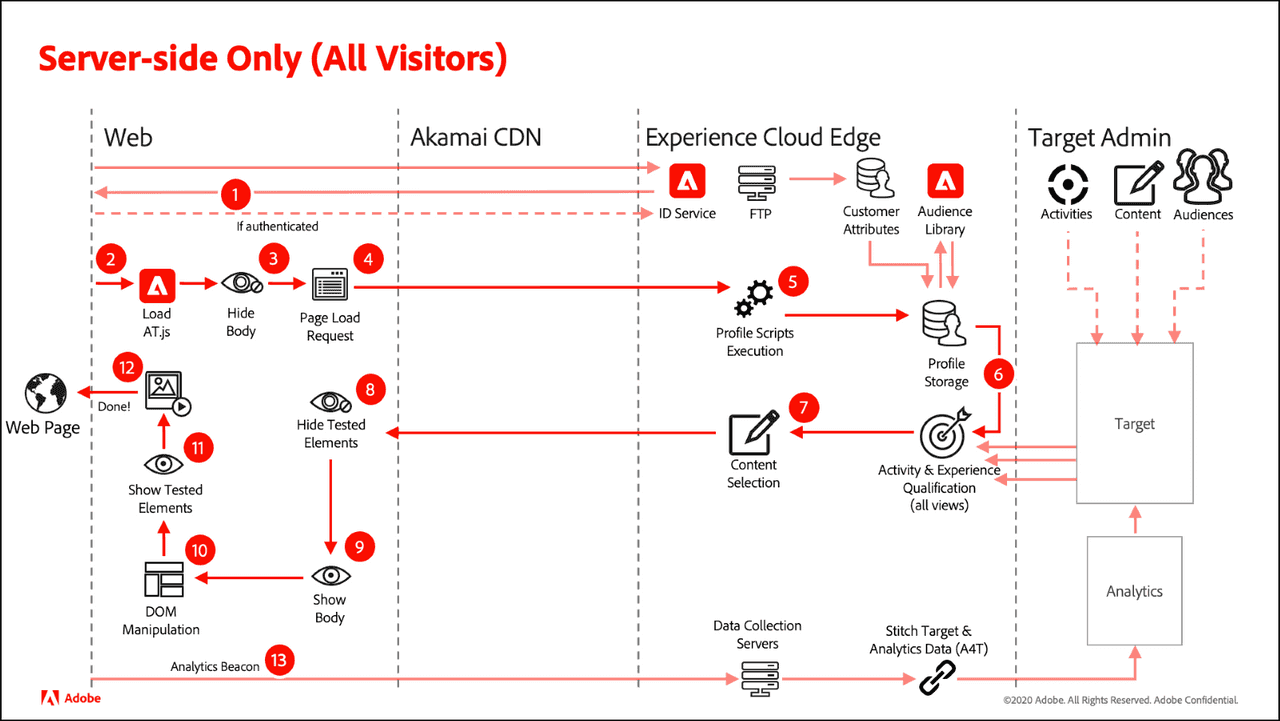 Server-side Only (All Visitors)
Web
Akamai CDN
Experience Cloud Edge
Target Admin
1
If authenticated
ID Service
FTP
Customer
Attributes
Audience
Library
Activities
Content
Audiences
2
Load
AT.js
3
Hide
Body
4
Page Load
Request
5
Profile Scripts
Execution
Profile
Storage
6
Target
7
Content
Selection
Activity & Experience
Qualification
(all views)
8
Hide Tested
Elements
9
Show
Body
10
DOM
Manipulation
11
Show Tested
Elements
12
Done!
Web Page
Analytics
Analytics Beacon
13
Data Collection
Servers
Stitch Target &
Analytics Data (A4T)
Adobe
©2020 Adobe. All Rights Reserved. Adobe Confidential.